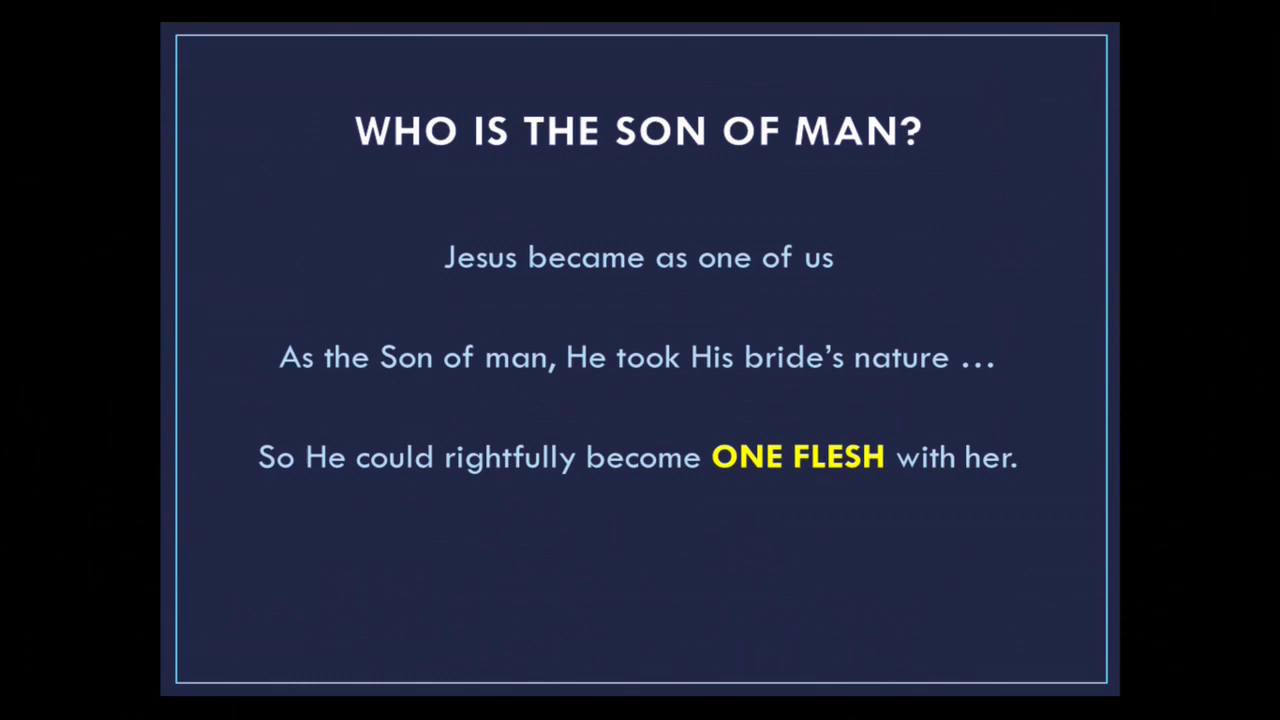 WHO IS THE SON OF MAN?
Jesus became as one of us
As the Son of man, He took His bride’s nature …
So He could rightfully become ONE FLESH with her.